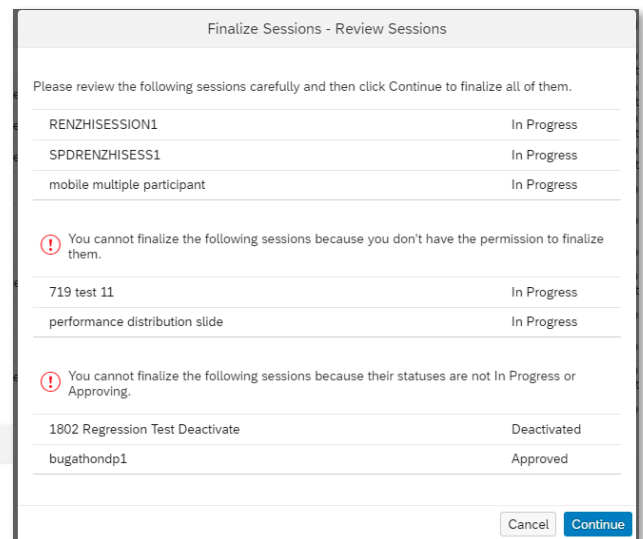 Finalize Sessions - Review Sessions
Please review the following sessions carefully and then click Continue to finalize all of them.
RENZHISESSION1 In Progress
SPDRENZHISESS1 In Progress
mobile multiple participant In Progress
You cannot finalize the following sessions because you don't have the permission to finalize
them.
719 test 11 In Progress
performance distribution slide In Progress
You cannot finalize the following sessions because their statuses are not In Progress or
Approving.
1802 Regression Test Deactivate Deactivated
bugathondp1 Approved
Cancel Continue